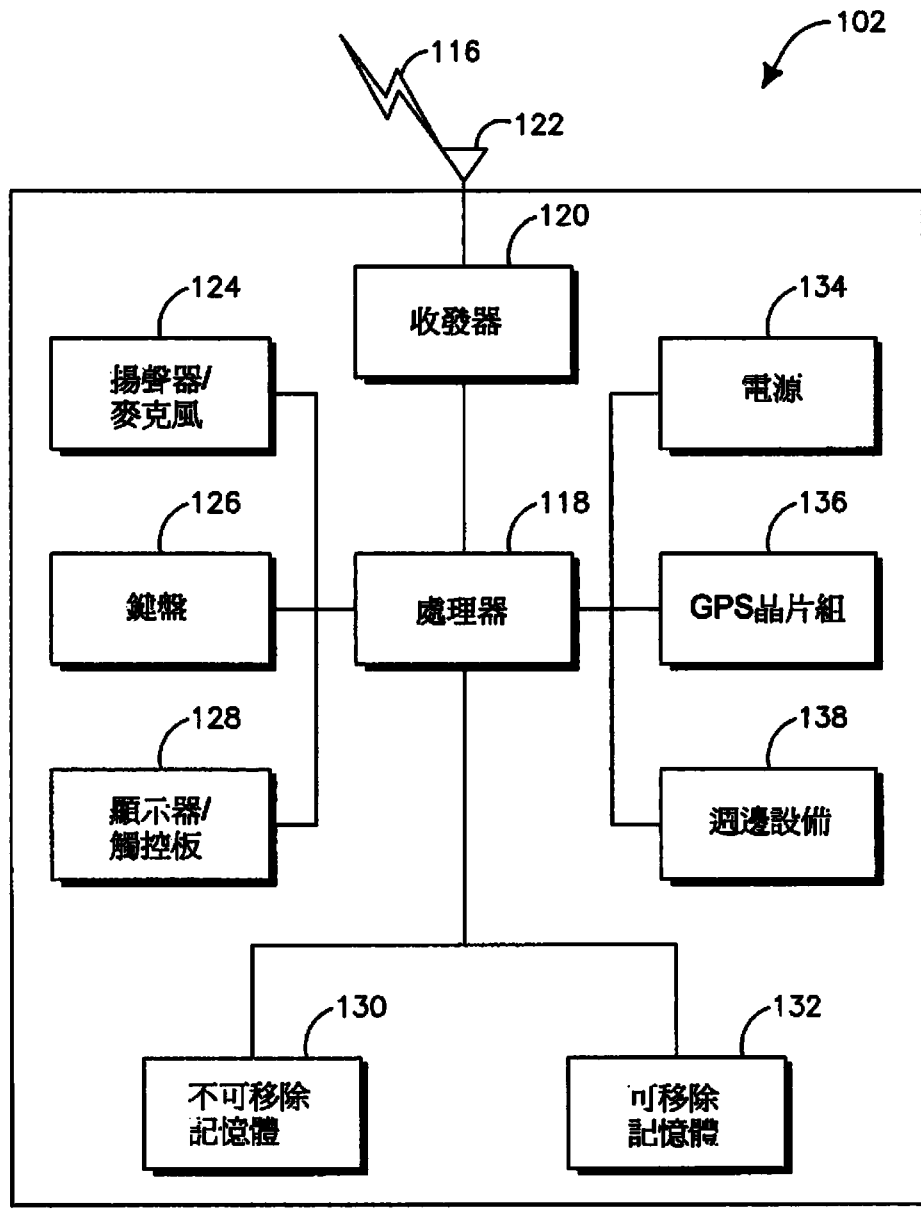 102
116
122
120
收發器
124
揚聲器/
麥克風
134
電源
126
鍵盤
118
處理器
136
GPS晶片組
128
顯示器/
觸控板
138
週邊設備
130
不可移除
記憶體
132
可移除
記憶體